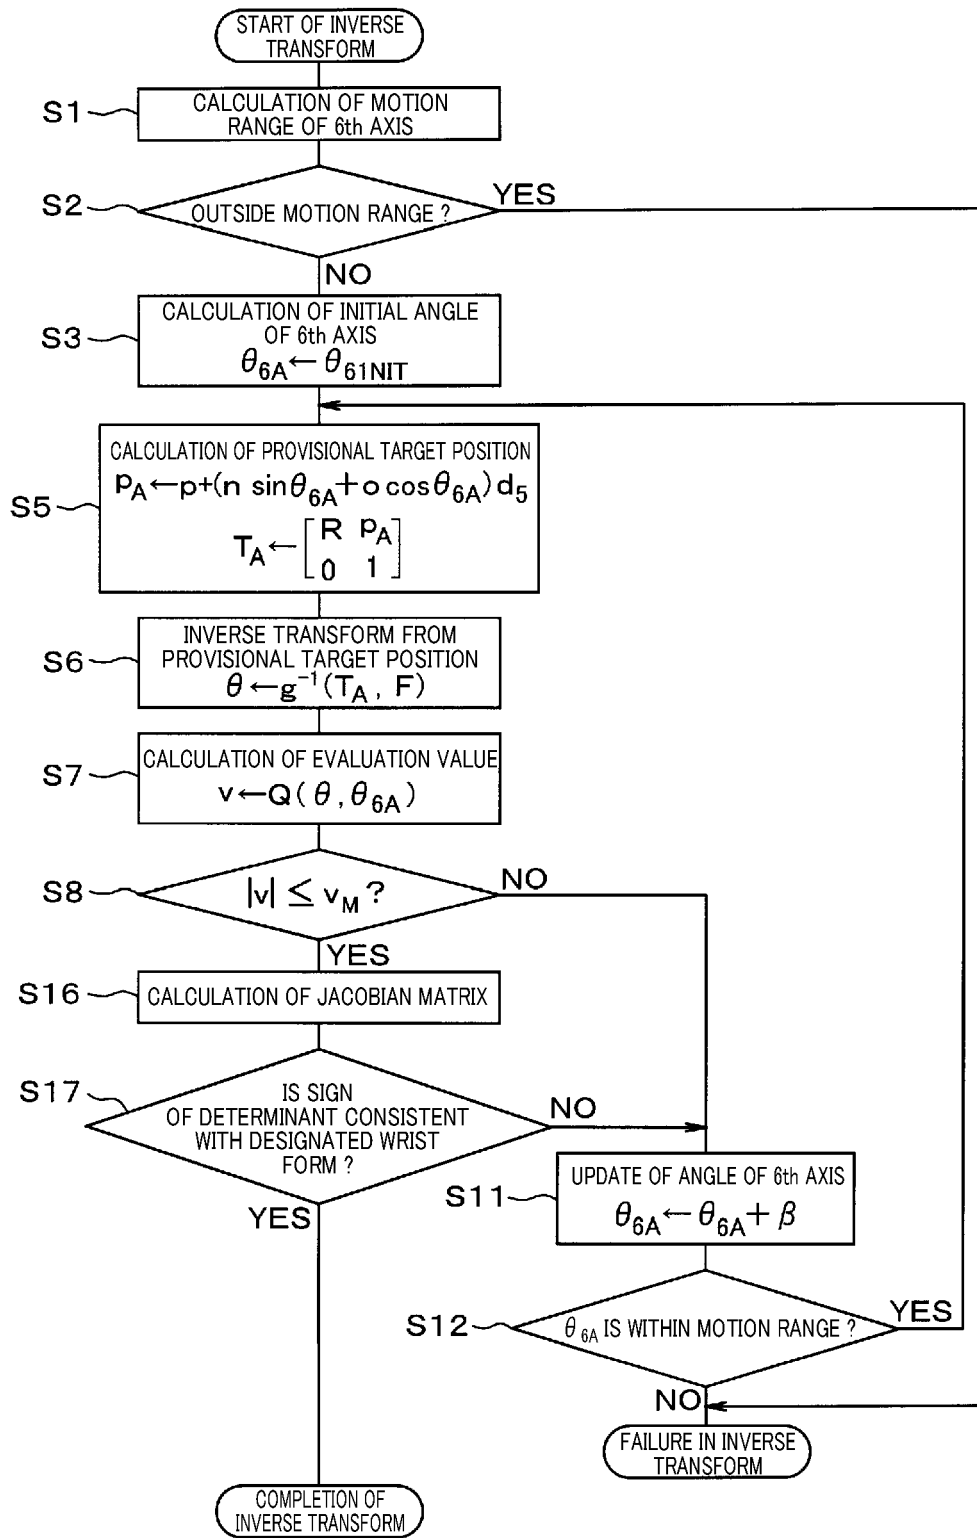 START OF INVERSE
TRANSFORM
S1
CALCULATION OF MOTION
RANGE OF 6th AXIS
S2
OUTSIDE MOTION RANGE ?
YES
NO
S3
CALCULATION OF INITIAL ANGLE
OF 6th AXIS
θ6A ← θ61NIT
S5
CALCULATION OF PROVISIONAL TARGET POSITION
pA ← p+(n sinθ6A+o cosθ6A)d5
TA ← [R pA
0 1]
S6
INVERSE TRANSFORM FROM
PROVISIONAL TARGET POSITION
θ ← g⁻¹(TA , F)
S7
CALCULATION OF EVALUATION VALUE
v ← Q(θ, θ6A)
S8
|v| ≤ vM ?
NO
YES
S16
CALCULATION OF JACOBIAN MATRIX
S17
IS SIGN
OF DETERMINANT CONSISTENT
WITH DESIGNATED WRIST
FORM ?
NO
YES
S11
UPDATE OF ANGLE OF 6th AXIS
θ6A ← θ6A + β
S12
θ6A IS WITHIN MOTION RANGE ?
YES
NO
FAILURE IN INVERSE
TRANSFORM
COMPLETION OF
INVERSE TRANSFORM